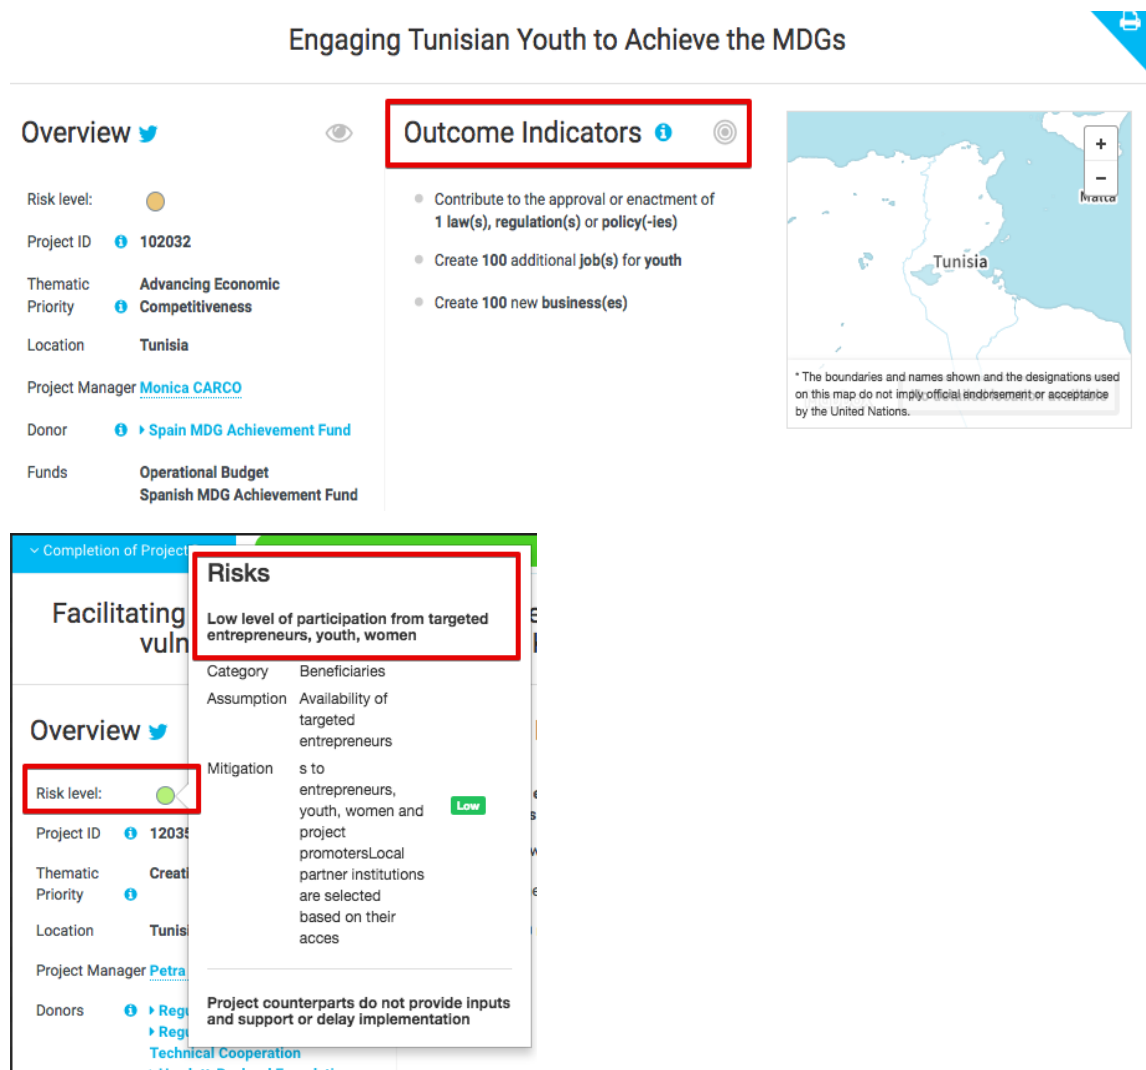 Engaging Tunisian Youth to Achieve the MDGs
Overview
Risk level:
Project ID 102032
Thematic Priority Advancing Economic Competitiveness
Location Tunisia
Project Manager Monica CARCO
Donor Spain MDG Achievement Fund
Funds Operational Budget
Spanish MDG Achievement Fund
Outcome Indicators
Contribute to the approval or enactment of
1 law(s), regulation(s) or policy(-ies)
Create 100 additional job(s) for youth
Create 100 new business(es)
+
−
Malta
Tunisia
* The boundaries and names shown and the designations used
on this map do not imply official endorsement or acceptance
by the United Nations.
No detailed location available
Completion of Project
Facilitating
vuln
Overview
Risk level:
Project ID 1203
Thematic Priority Creati
Location Tunis
Project Manager Petra
Donors Regu
Regu
Technical Cooperation
Risks
Low level of participation from targeted
entrepreneurs, youth, women
Category Beneficiaries
Assumption Availability of
targeted
entrepreneurs
Mitigation s to
entrepreneurs,
youth, women and
project
promotersLocal
partner institutions
are selected
based on their
acces
Low
Project counterparts do not provide inputs
and support or delay implementation